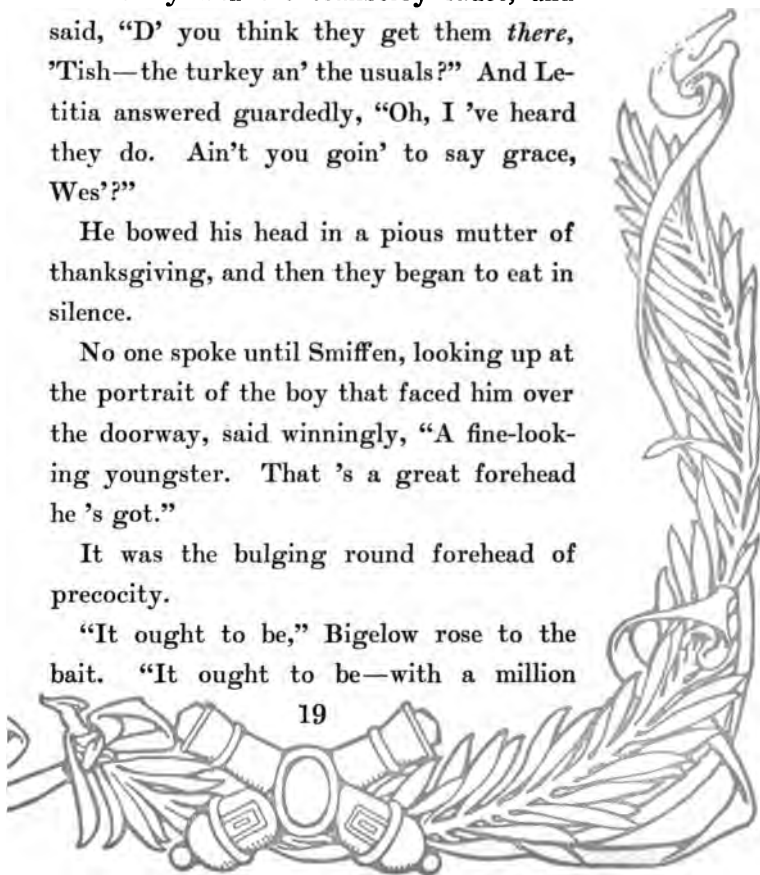 said, “D' you think they get them there,
'Tish—the turkey an' the usuals?” And Le-
titia answered guardedly, “Oh, I 've heard
they do. Ain't you goin' to say grace,
Wes'?”
He bowed his head in a pious mutter of
thanksgiving, and then they began to eat in
silence.
No one spoke until Smiffen, looking up at
the portrait of the boy that faced him over
the doorway, said winningly, “A fine-look-
ing youngster. That 's a great forehead
he 's got.”
It was the bulging round forehead of
precocity.
“It ought to be,” Bigelow rose to the
bait. “It ought to be—with a million
19